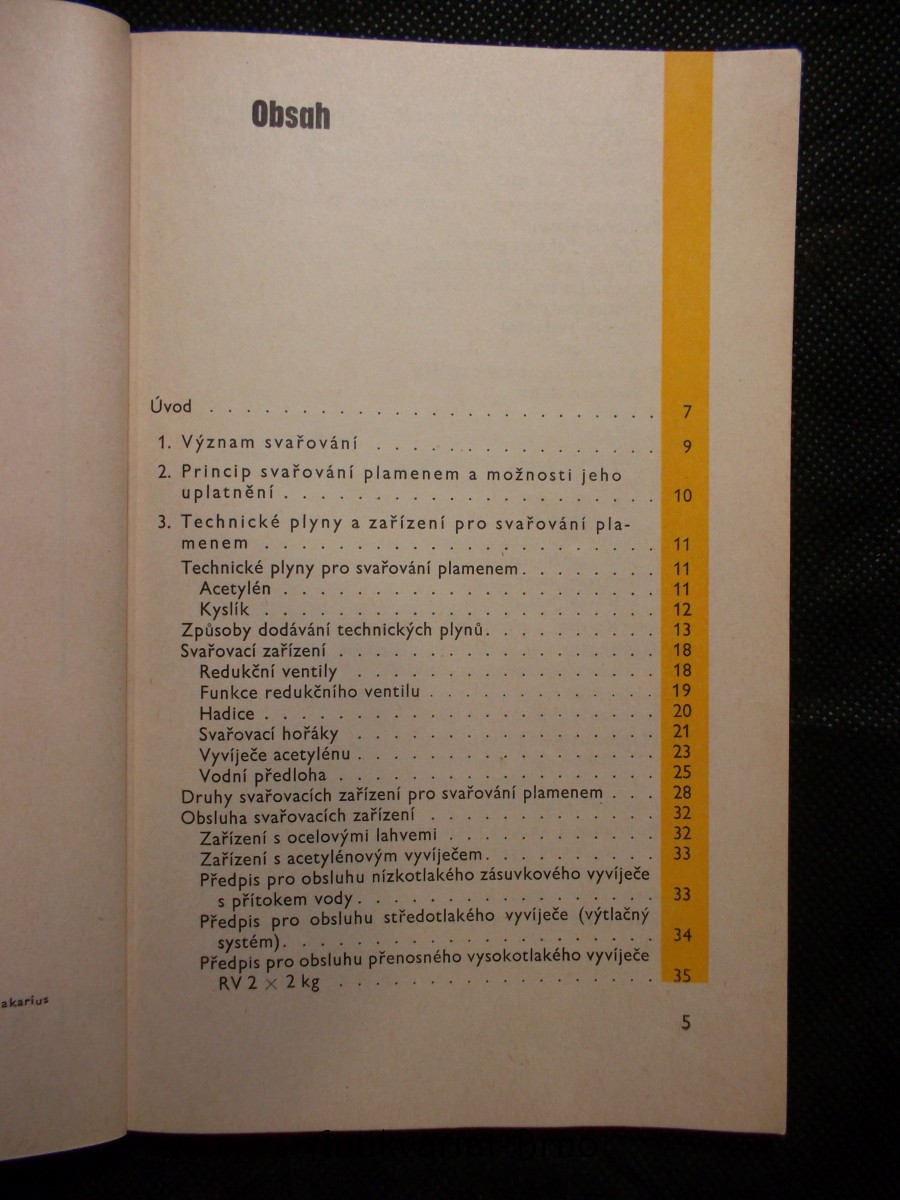 Obsah
Úvod . . . . . . . . . . . . . . . . . . . . . . . . . 7
1. Význam svařování . . . . . . . . . . . . . . . . 9
2. Princip svařování plamenem a možnosti jeho
uplatnění . . . . . . . . . . . . . . . . . . . . . 10
3. Technické plyny a zařízení pro svařování pla-
menem . . . . . . . . . . . . . . . . . . . . . . 11
Technické plyny pro svařování plamenem . . . . . . . . 11
Acetylén . . . . . . . . . . . . . . . . . . . . . 11
Kyslík . . . . . . . . . . . . . . . . . . . . . . 12
Způsoby dodávání technických plynů . . . . . . . . . . 13
Svařovací zařízení . . . . . . . . . . . . . . . . . . 18
Redukční ventily . . . . . . . . . . . . . . . . . 18
Funkce redukčního ventilu . . . . . . . . . . . . . 19
Hadice . . . . . . . . . . . . . . . . . . . . . . 20
Svařovací hořáky . . . . . . . . . . . . . . . . . 21
Vyvíječe acetylénu . . . . . . . . . . . . . . . . . 23
Vodní předloha . . . . . . . . . . . . . . . . . . 25
Druhy svařovacích zařízení pro svařování plamenem . . . 28
Obsluha svařovacích zařízení . . . . . . . . . . . . . 32
Zařízení s ocelovými lahvemi . . . . . . . . . . . . 32
Zařízení s acetylénovým vyvíječem . . . . . . . . . . 33
Předpis pro obsluhu nízkotlakého zásuvkového vyvíječe
s přítokem vody . . . . . . . . . . . . . . . . . 33
Předpis pro obsluhu středotlakého vyvíječe (výtlačný
systém) . . . . . . . . . . . . . . . . . . . . . 34
Předpis pro obsluhu přenosného vysokotlakého vyvíječe
RV 2 × 2 kg . . . . . . . . . . . . . . . . . . 35
5
akarius